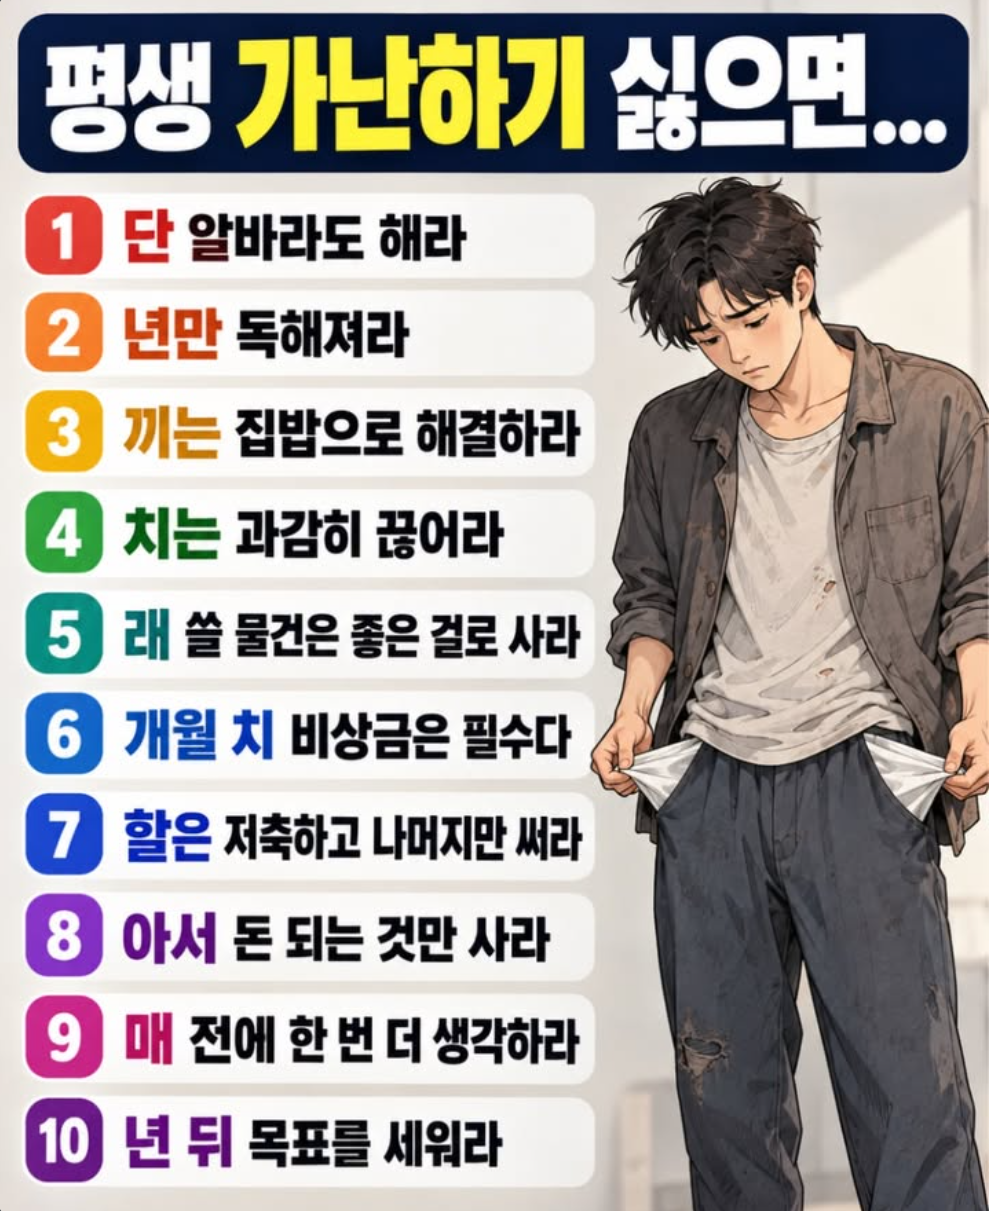 평생 가난하기 싫으면...
1 단 알바라도 해라
2 년만 독해져라
3 끼는 집밥으로 해결하라
4 치는 과감히 끊어라
5 래 쓸 물건은 좋은 걸로 사라
6 개월 치 비상금은 필수다
7 할은 저축하고 나머지만 써라
8 아서 돈 되는 것만 사라
9 매 전에 한 번 더 생각하라
10 년 뒤 목표를 세워라